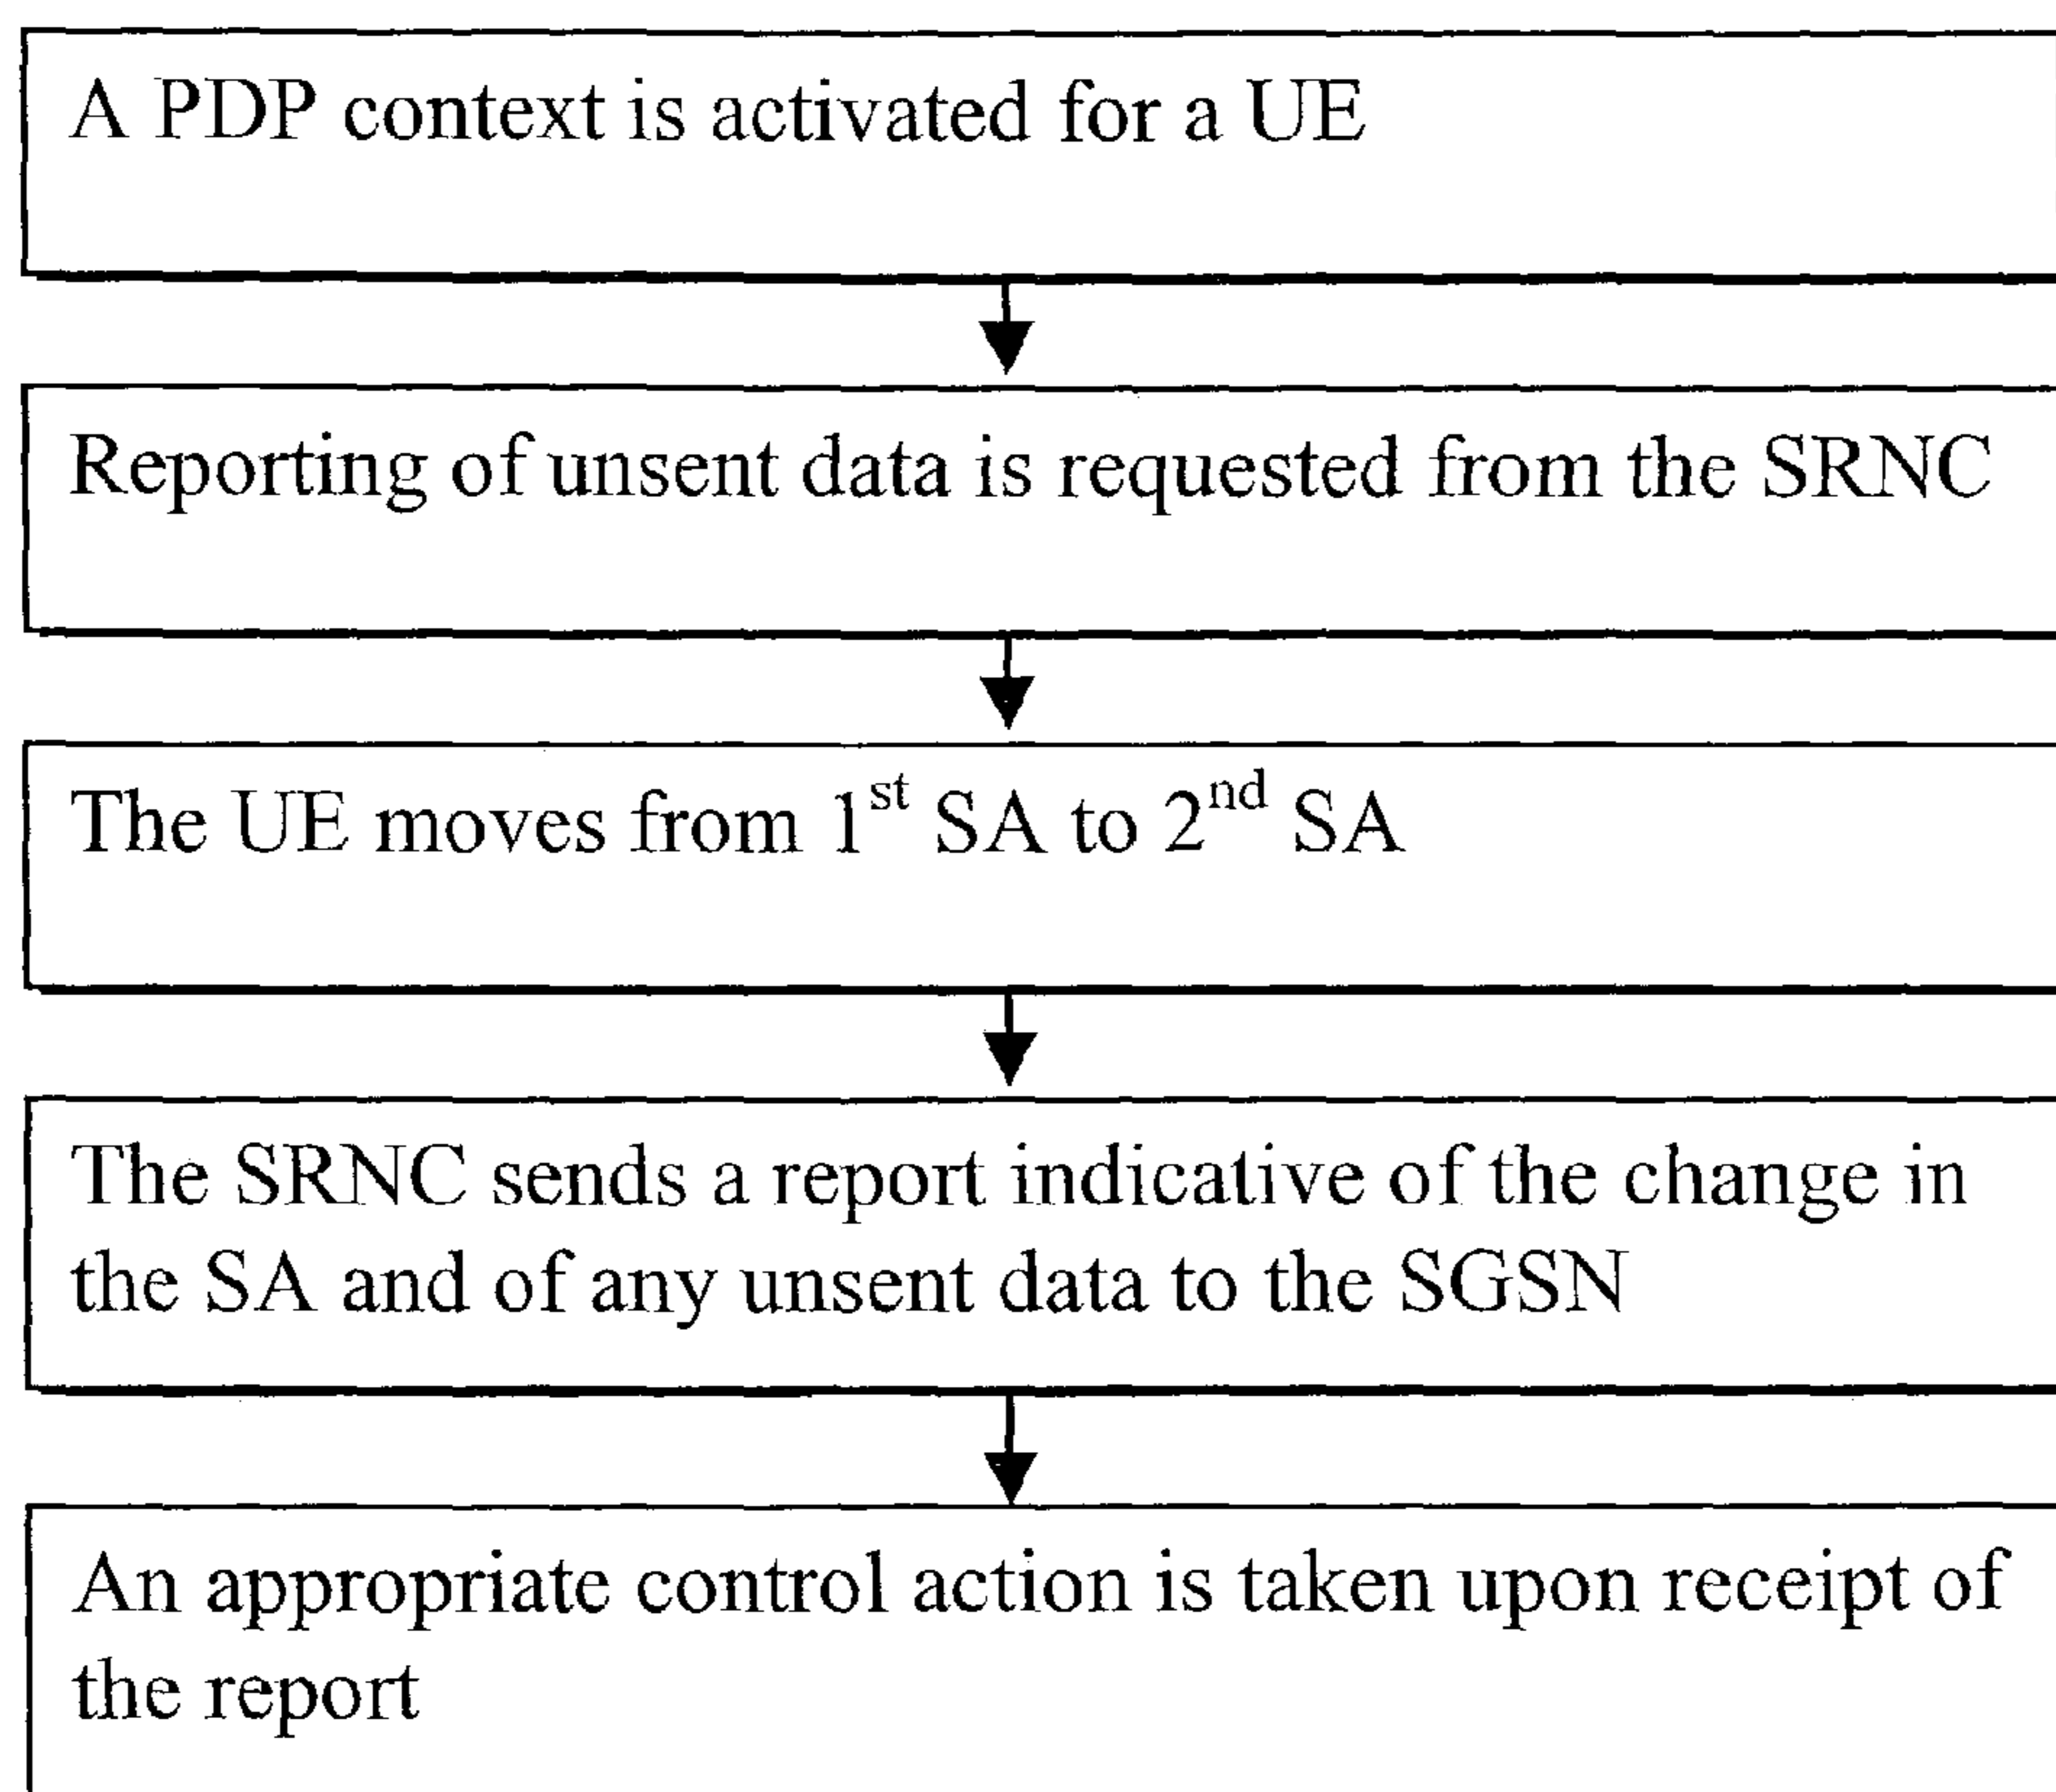 A PDP context is activated for a UE
Reporting of unsent data is requested from the SRNC
The UE moves from 1st SA to 2nd SA
The SRNC sends a report indicative of the change in
the SA and of any unsent data to the SGSN
An appropriate control action is taken upon receipt of
the report